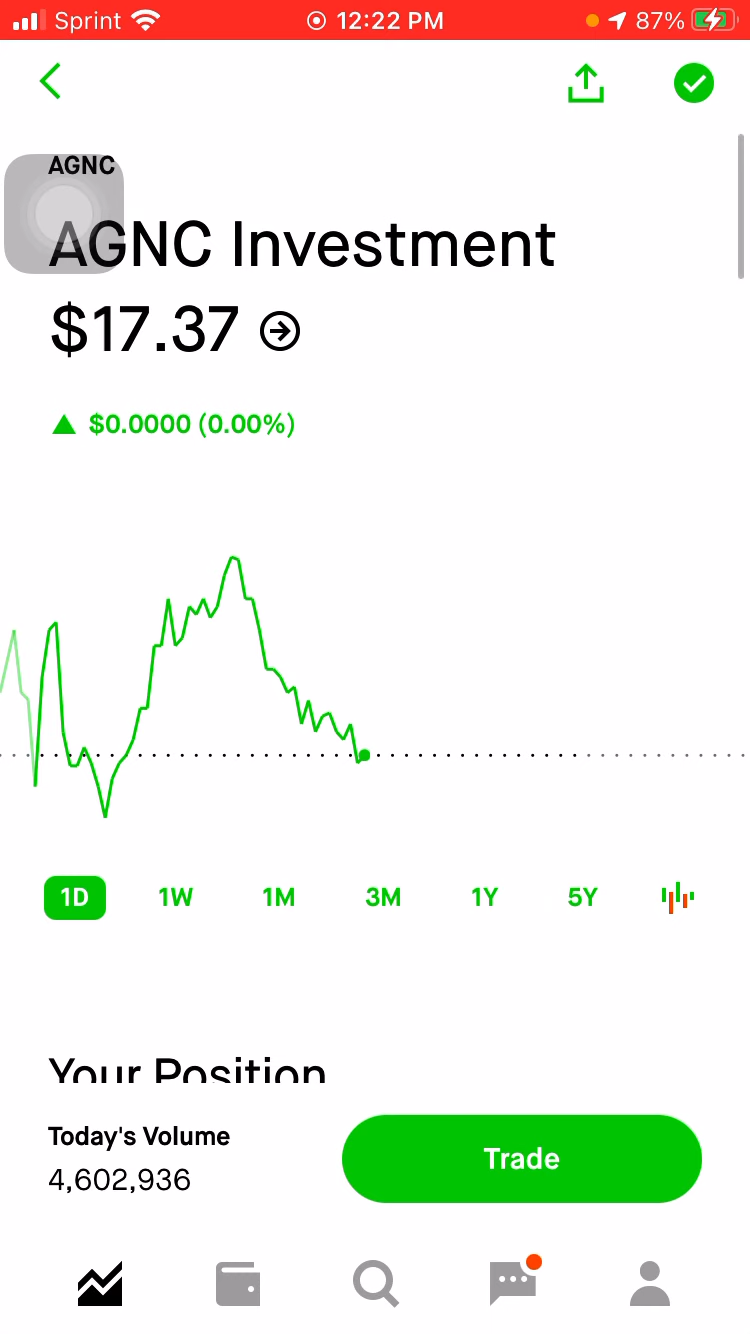 Sprint 12:22 PM 87%
AGNC
AGNC Investment
$17.37
$0.0000 (0.00%)
1D 1W 1M 3M 1Y 5Y
Your Position
Today's Volume
4,602,936
Trade